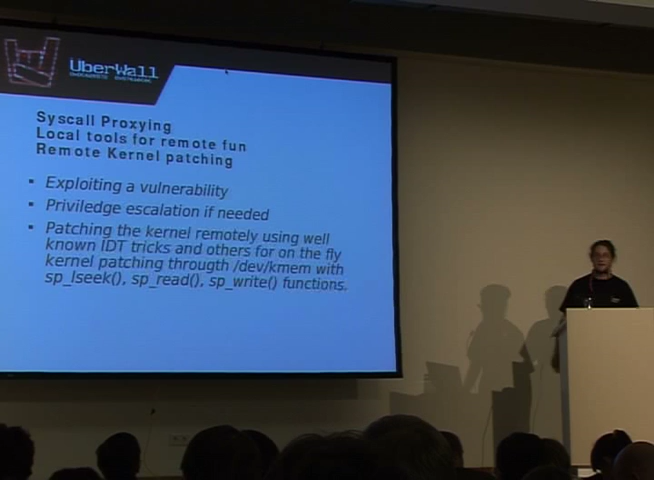 UberWall
Syscall Proxying
Local tools for remote fun
Remote Kernel patching
Exploiting a vulnerability
Priviledge escalation if needed
Patching the kernel remotely using well
known IDT tricks and others for on the fly
kernel patching througth /dev/kmem with
sp_lseek(), sp_read(), sp_write() functions.